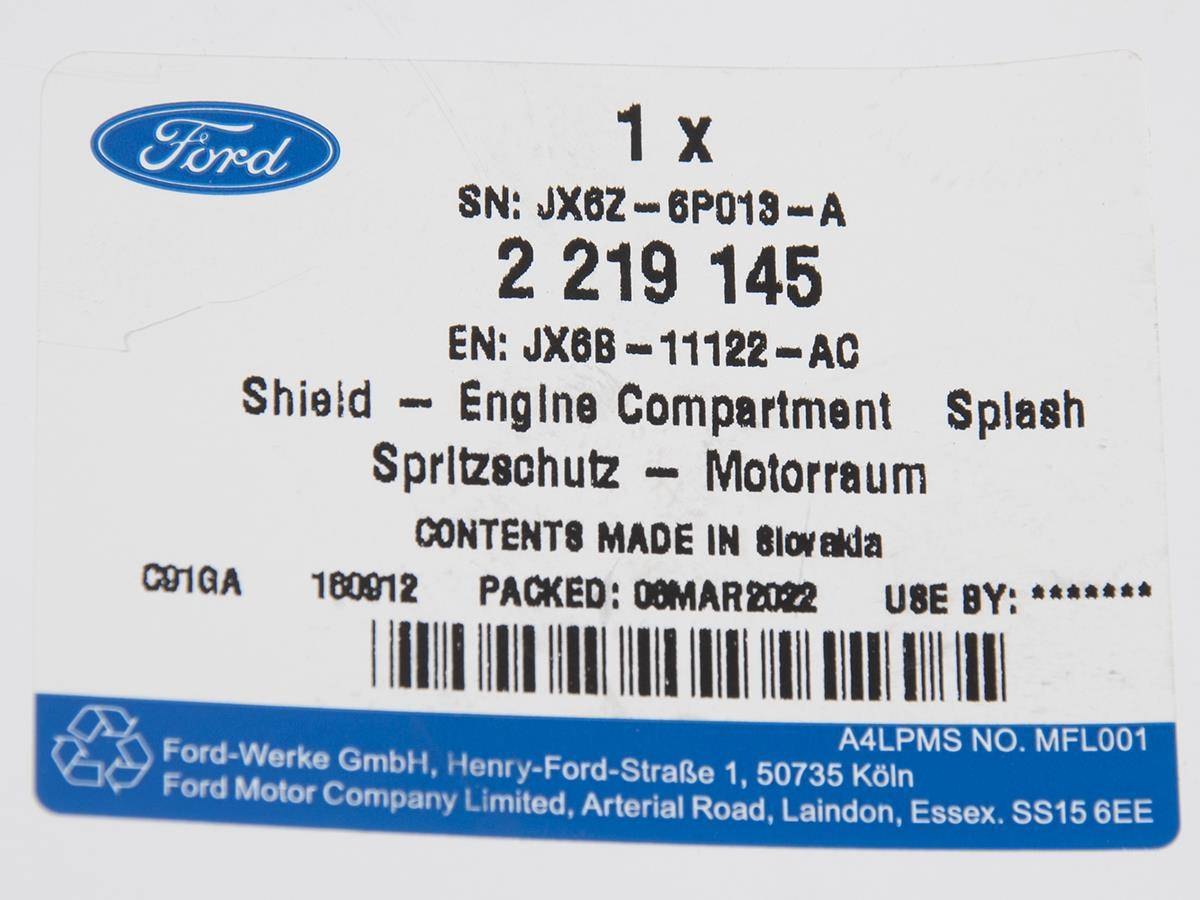 Ford
1 x
SN: JX6Z-6P013-A
2 219 145
EN: JX6B-11122-AC
Shield - Engine Compartment Splash
Spritzschutz - Motorraum
CONTENTS MADE IN Slovakia
C91GA 180912 PACKED: 08MAR2022 USE BY: *******
A4LPMS NO. MFL001
Ford-Werke GmbH, Henry-Ford-Straße 1, 50735 Köln
Ford Motor Company Limited, Arterial Road, Laindon, Essex. SS15 6EE